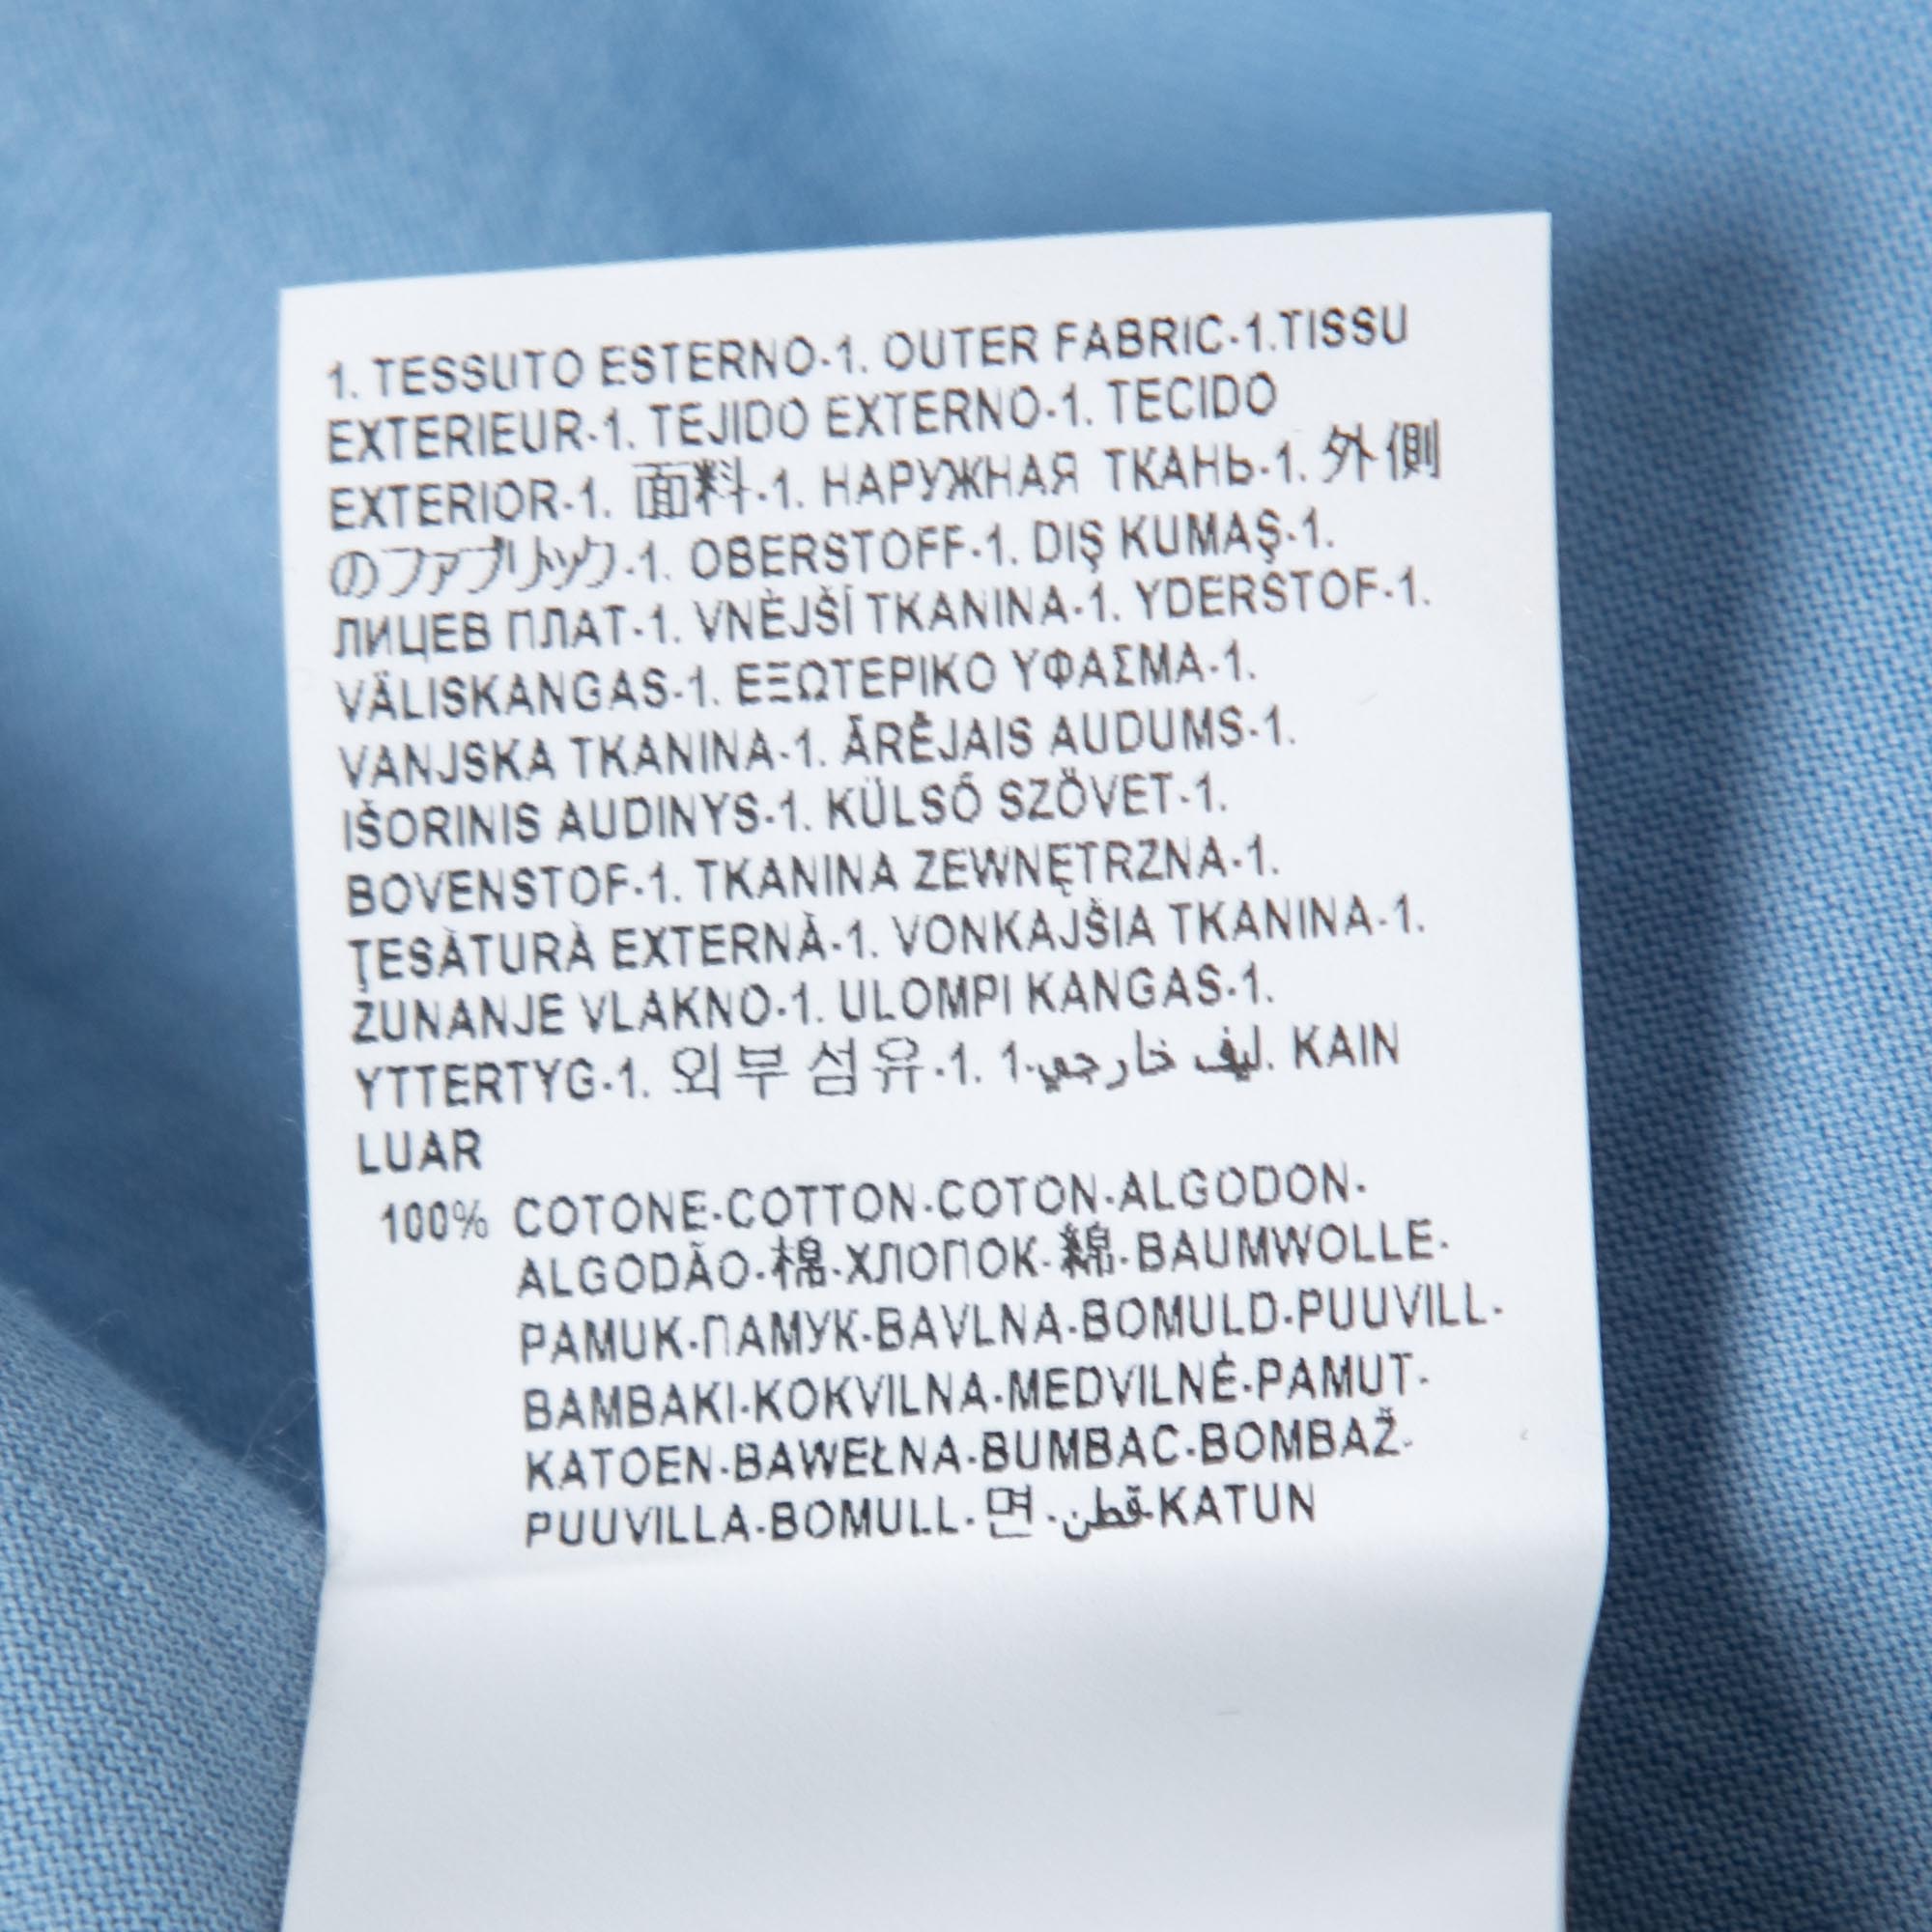 1. TESSUTO ESTERNO-1. OUTER FABRIC-1.TISSU
EXTERIEUR-1. TEJIDO EXTERNO-1. TECIDO
EXTERIOR-1. 面料-1. НАРУЖНАЯ ТКАНЬ-1. 外側
のファブリック-1. OBERSTOFF-1. DIŞ KUMAŞ-1.
ЛИЦЕВ ПЛАТ-1. VNĖJŠÍ TKANINA-1. YDERSTOF-1.
VÄLISKANGAS-1. ΕΞΩΤΕΡΙΚΟ ΥΦΑΣΜΑ-1.
VANJSKA TKANINA-1. ĀRĒJAIS AUDUMS-1.
IŠORINIS AUDINYS-1. KÜLSŐ SZÖVET-1.
BOVENSTOF-1. TKANINA ZEWNĘTRZNA-1.
ŢESÀTURÀ EXTERNÀ-1. VONKAJŠIA TKANINA-1.
ZUNANJE VLAKNO-1. ULOMPI KANGAS-1.
YTTERTYG-1. 외부 섬유-1. ليف خارجي-1. KAIN
LUAR
100% COTONE-COTTON-COTON-ALGODON-
ALGODÃO-棉-ХЛОПОК-綿-BAUMWOLLE-
PAMUK-ПАМУК-BAVLNA-BOMULD-PUUVILL-
BAMBAKI-KOKVILNA-MEDVILNĖ-PAMUT-
KATOEN-BAWEŁNA-BUMBAC-BOMBAŽ-
PUUVILLA-BOMULL-면-قطن-KATUN